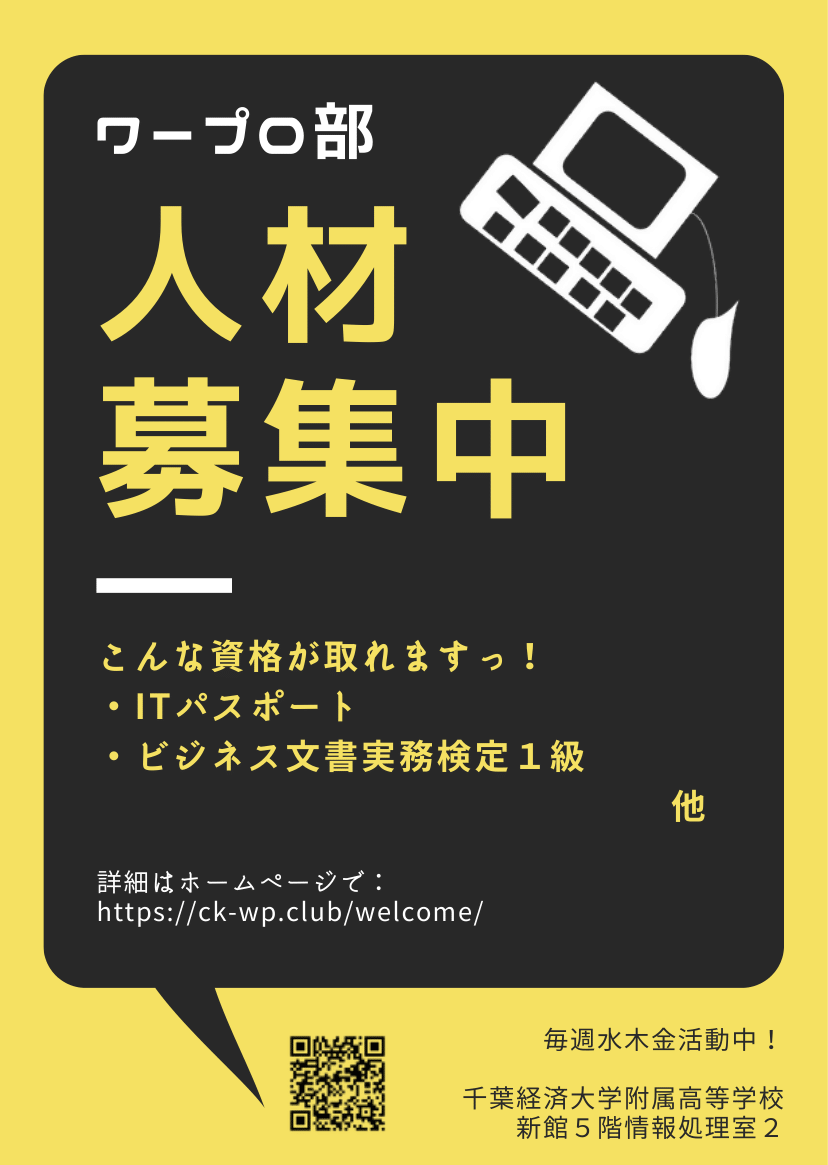 ワープロ部
人材
募集中
こんな資格が取れますっ！
・ITパスポート
・ビジネス文書実務検定１級
他
詳細はホームページで：
https://ck-wp.club/welcome/
毎週水木金活動中！
千葉経済大学附属高等学校
新館５階情報処理室２